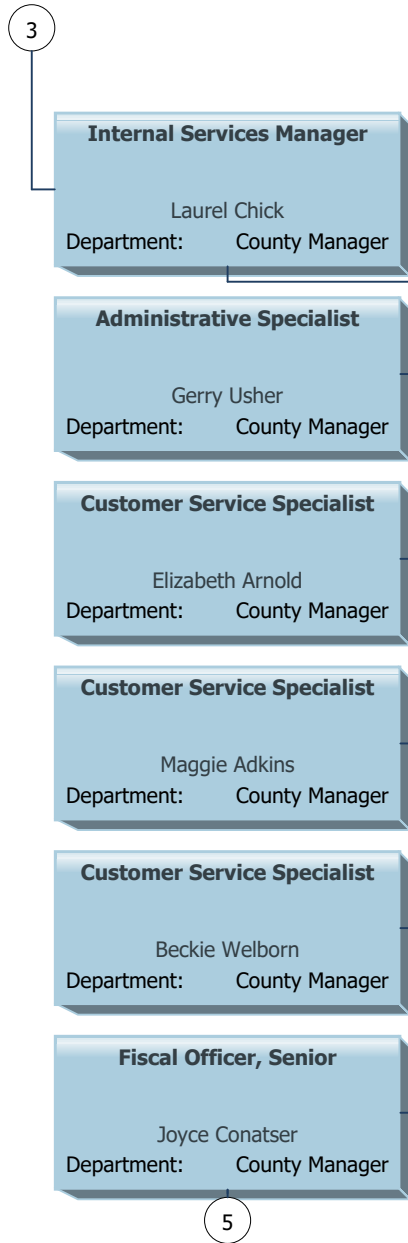 3
Internal Services Manager
Laurel Chick
Department: County Manager
Administrative Specialist
Gerry Usher
Department: County Manager
Customer Service Specialist
Elizabeth Arnold
Department: County Manager
Customer Service Specialist
Maggie Adkins
Department: County Manager
Customer Service Specialist
Beckie Welborn
Department: County Manager
Fiscal Officer, Senior
Joyce Conatser
Department: County Manager
5